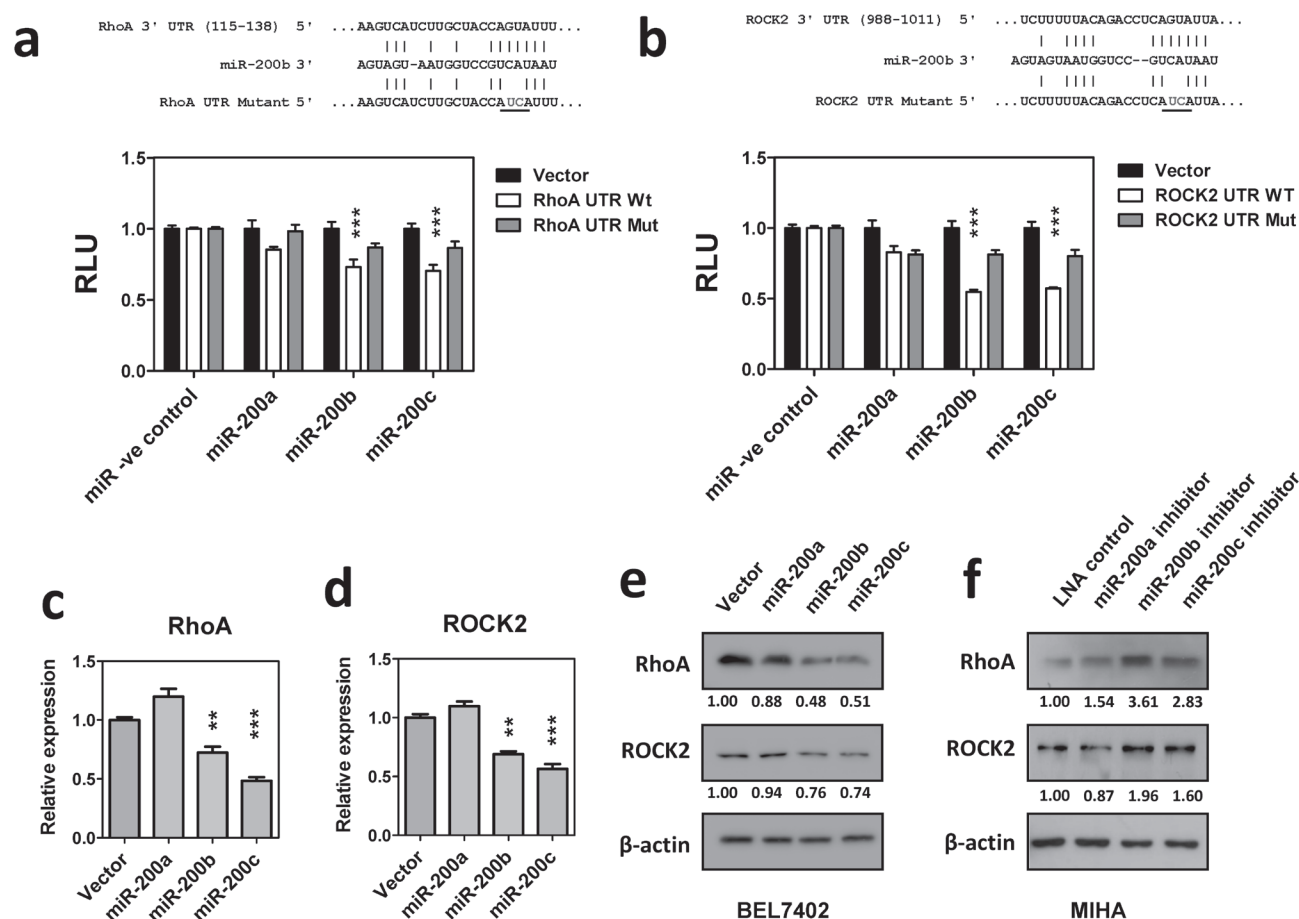 a
RhoA 3' UTR (115-138) 5' ...AAGUCAUCUUGCUACCAGUAUUU...
miR-200b 3' AGUAGU-AAUGGUCCGUCAUAAU
RhoA UTR Mutant 5' ...AAGUCAUCUUGCUACCAUCAUUU...
1.5
1.0
0.5
0.0
RLU
Vector
RhoA UTR Wt
RhoA UTR Mut
***
***
miR -ve control
miR-200a
miR-200b
miR-200c
b
ROCK2 3' UTR (988-1011) 5' ...UCUUUUUACAGACCUCAGUAUUA...
miR-200b 3' AGUAGUAAUGGUCC--GUCAUAAU
ROCK2 UTR Mutant 5' ...UCUUUUUACAGACCUCAUCAUUA...
1.5
1.0
0.5
0.0
RLU
Vector
ROCK2 UTR WT
ROCK2 UTR Mut
***
***
miR -ve control
miR-200a
miR-200b
miR-200c
c
RhoA
Relative expression
1.5
1.0
0.5
0.0
**
***
Vector
miR-200a
miR-200b
miR-200c
d
ROCK2
Relative expression
1.5
1.0
0.5
0.0
**
***
Vector
miR-200a
miR-200b
miR-200c
e
Vector
miR-200a
miR-200b
miR-200c
RhoA
1.00 0.88 0.48 0.51
ROCK2
1.00 0.94 0.76 0.74
β-actin
BEL7402
f
LNA control
miR-200a inhibitor
miR-200b inhibitor
miR-200c inhibitor
RhoA
1.00 1.54 3.61 2.83
ROCK2
1.00 0.87 1.96 1.60
β-actin
MIHA